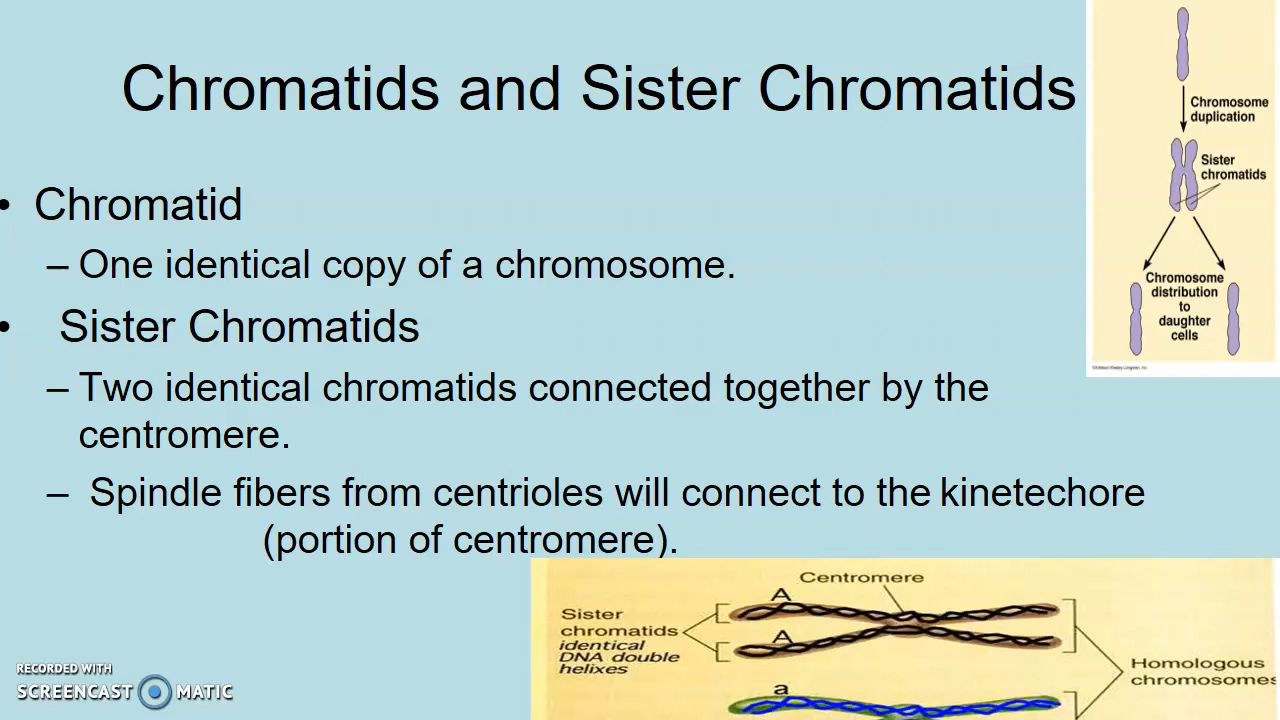 Chromatids and Sister Chromatids
• Chromatid
– One identical copy of a chromosome.
• Sister Chromatids
– Two identical chromatids connected together by the
centromere.
– Spindle fibers from centrioles will connect to the kinetechore
(portion of centromere).
Chromosome
duplication
Sister
chromatids
Chromosome
distribution
to
daughter
cells
Centromere
A
Sister
chromatids
identical
DNA double
helixes
A
a
Homologous
chromosomes
RECORDED WITH
SCREENCAST MATIC